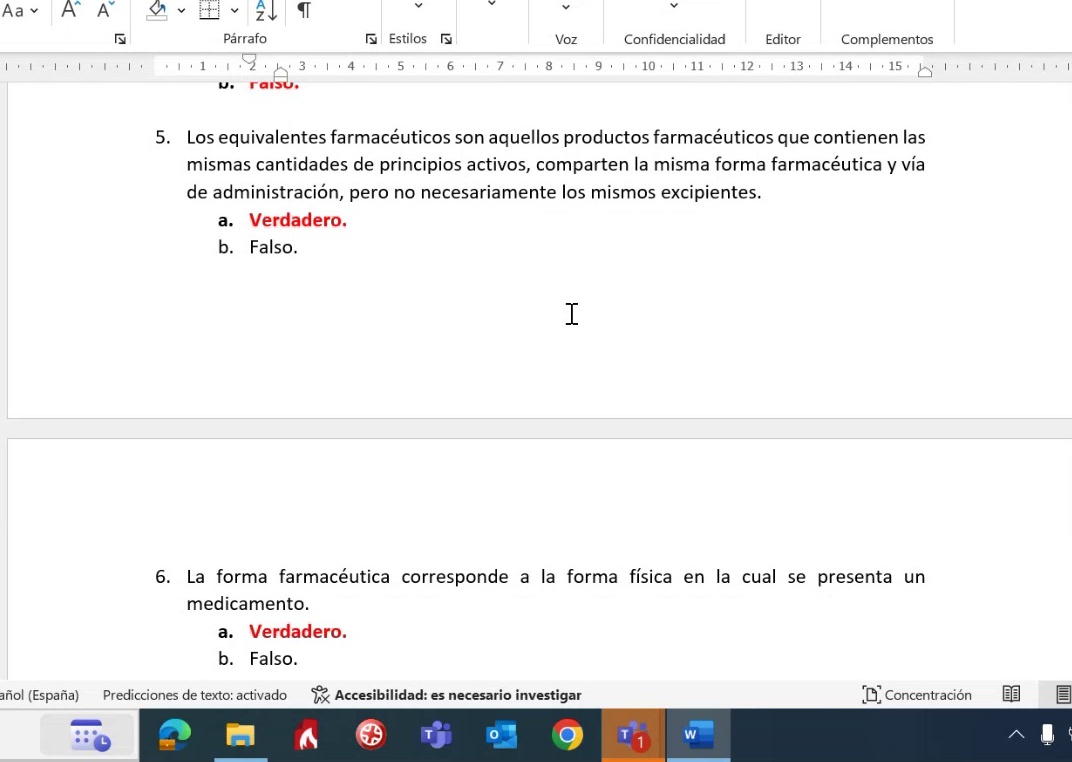 Aa A A A Z
Párrafo Estilos Voz Confidencialidad Editor Complementos
1 2 3 4 5 6 7 8 9 10 11 12 13 14 15
b. Falso.
5. Los equivalentes farmacéuticos son aquellos productos farmacéuticos que contienen las
mismas cantidades de principios activos, comparten la misma forma farmacéutica y vía
de administración, pero no necesariamente los mismos excipientes.
a. Verdadero.
b. Falso.
6. La forma farmacéutica corresponde a la forma física en la cual se presenta un
medicamento.
a. Verdadero.
b. Falso.
añol (España) Predicciones de texto: activado Accesibilidad: es necesario investigar Concentración
T O T 1 W